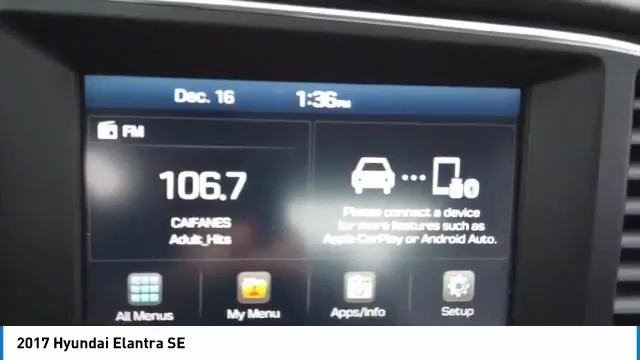 Dec. 16
1:36PM
FM
106.7
CAIFANES
Adult_Hits
Please connect a device
for more features such as
Apple CarPlay or Android Auto.
All Menus
My Menu
Apps/Info
Setup
2017 Hyundai Elantra SE